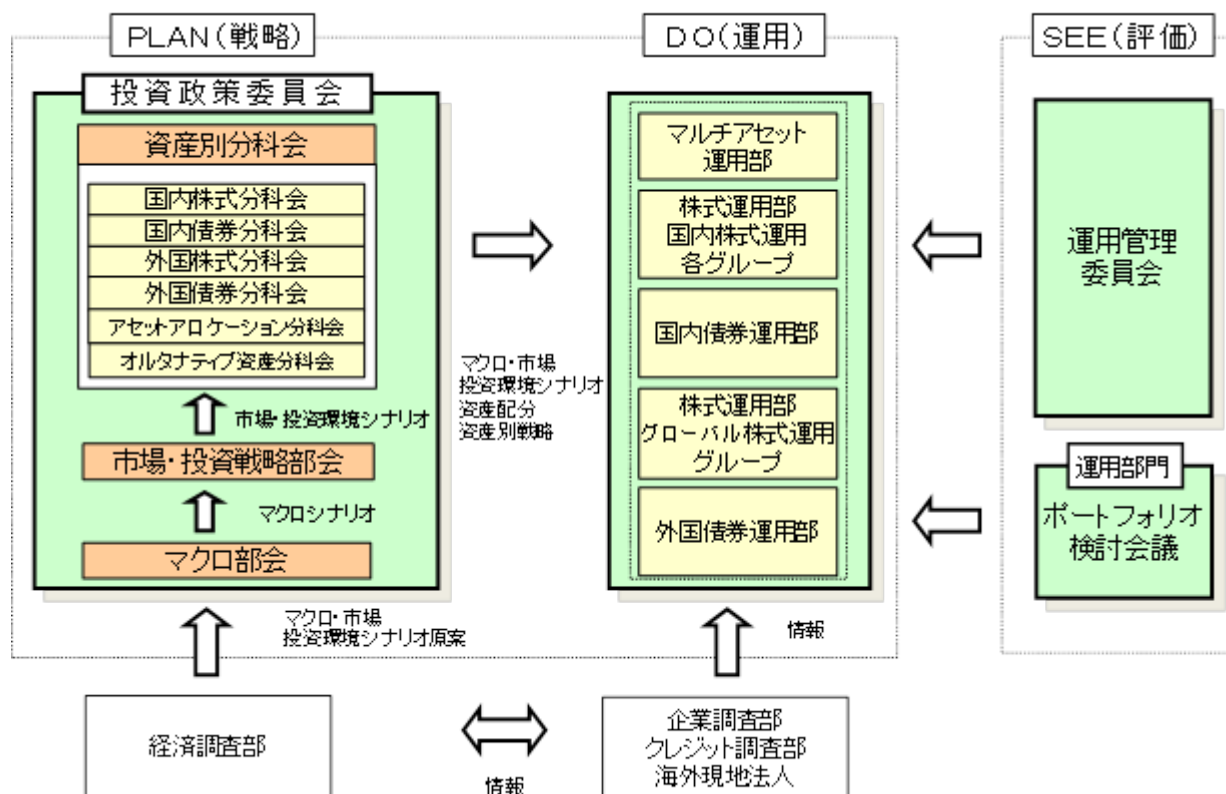 PLAN(戦略)
投資政策委員会
資産別分科会
国内株式分科会
国内債券分科会
外国株式分科会
外国債券分科会
アセットアロケーション分科会
オルタナティブ資産分科会
市場・投資環境シナリオ
市場・投資戦略部会
マクロシナリオ
マクロ部会
マクロ・市場
投資環境シナリオ原案
経済調査部
マクロ・市場
投資環境シナリオ
資産配分
資産別戦略
情報
DO(運用)
マルチアセット
運用部
株式運用部
国内株式運用
各グループ
国内債券運用部
株式運用部
グローバル株式運用
グループ
外国債券運用部
情報
企業調査部
クレジット調査部
海外現地法人
SEE(評価)
運用管理
委員会
運用部門
ポートフォリオ
検討会議